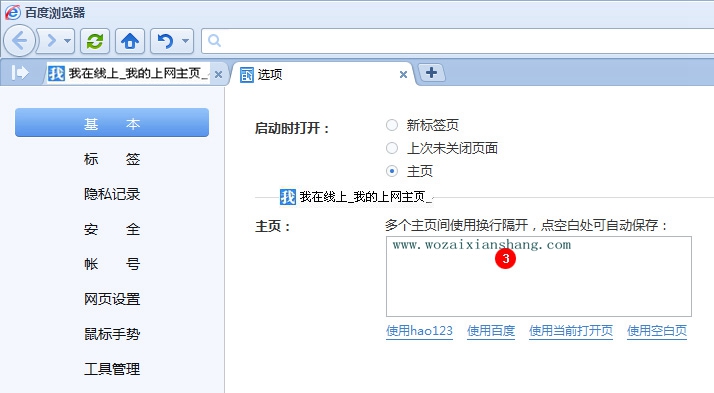 百度浏览器
我在线上_我的上网主页_
选项
基 本
标 签
隐私记录
安 全
帐 号
网页设置
鼠标手势
工具管理
启动时打开：
新标签页
上次未关闭页面
主页
我在线上_我的上网主页_
主页：
多个主页间使用换行隔开，点空白处可自动保存：
www.wozaixianshang.com
3
使用hao123 使用百度 使用当前打开页 使用空白页